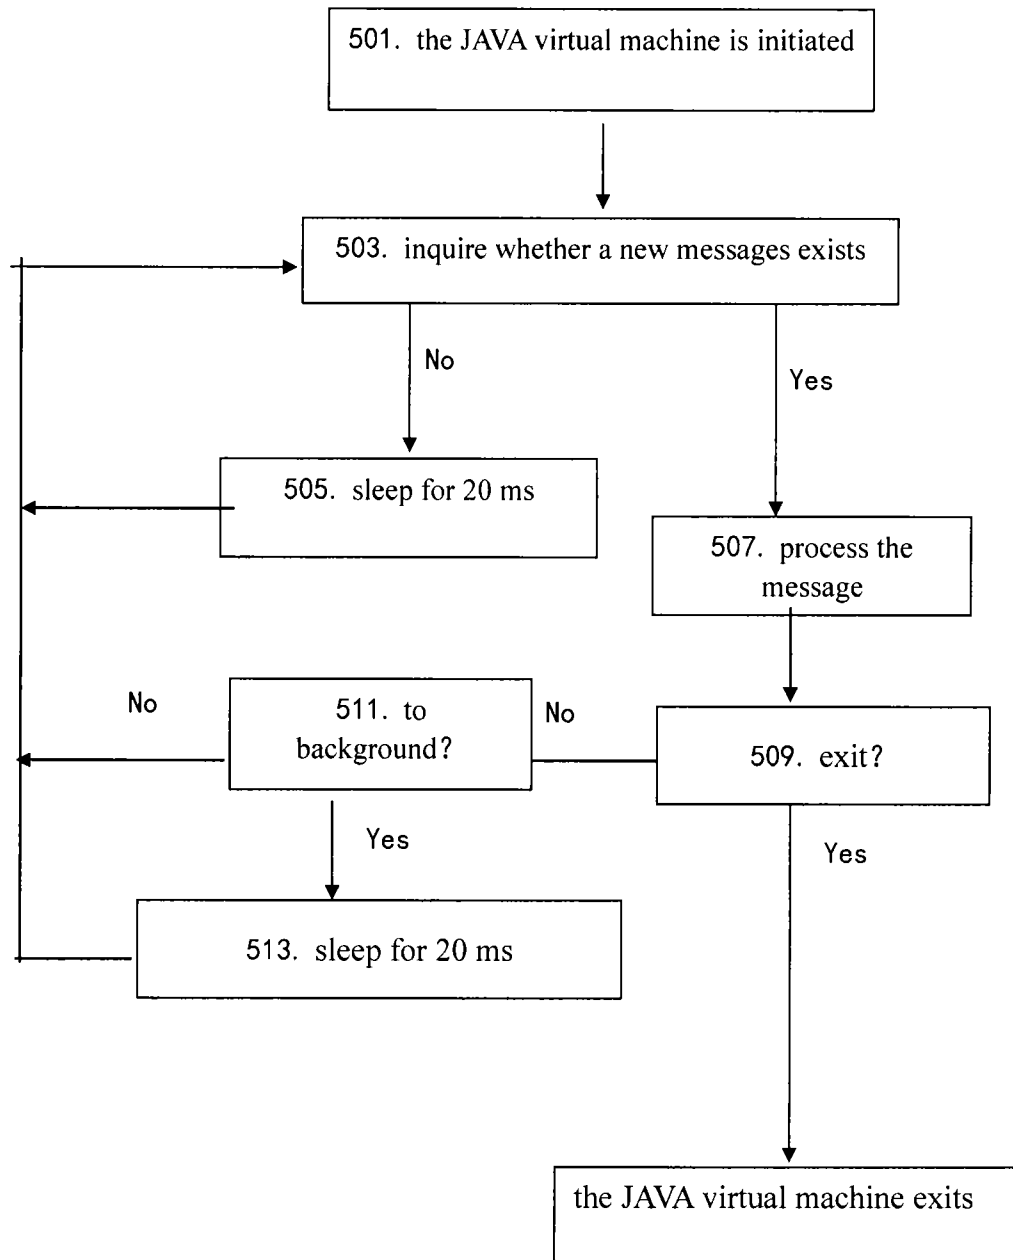 501. the JAVA virtual machine is initiated
503. inquire whether a new messages exists
No
Yes
505. sleep for 20 ms
507. process the
message
No
511. to
background?
No
509. exit?
Yes
Yes
513. sleep for 20 ms
the JAVA virtual machine exits